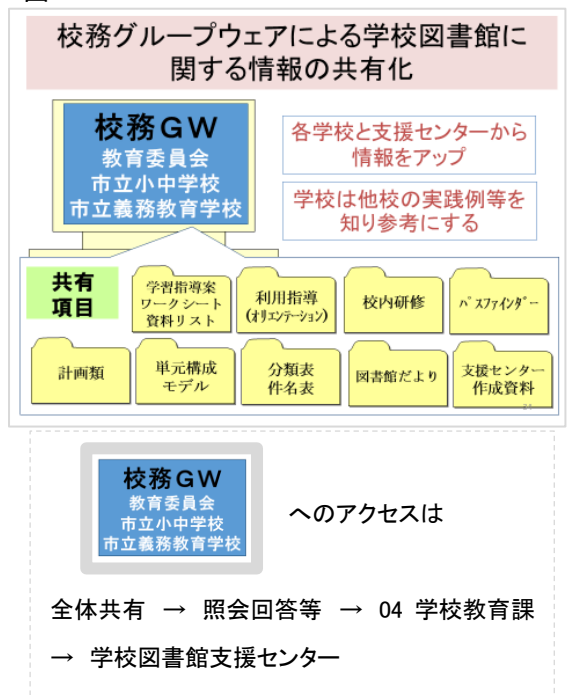 校務グループウェアによる学校図書館に
関する情報の共有化
校務GW
教育委員会
市立小中学校
市立義務教育学校
各学校と支援センターから
情報をアップ
学校は他校の実践例等を
知り参考にする
共有
項目
学習指導案
ワークシート
資料リスト
利用指導
(オリエンテーション)
校内研修
パスファインダー
計画類
単元構成
モデル
分類表
件名表
図書館だより
支援センター
作成資料
校務GW
教育委員会
市立小中学校
市立義務教育学校
へのアクセスは
全体共有 → 照会回答等 → 04 学校教育課
→ 学校図書館支援センター